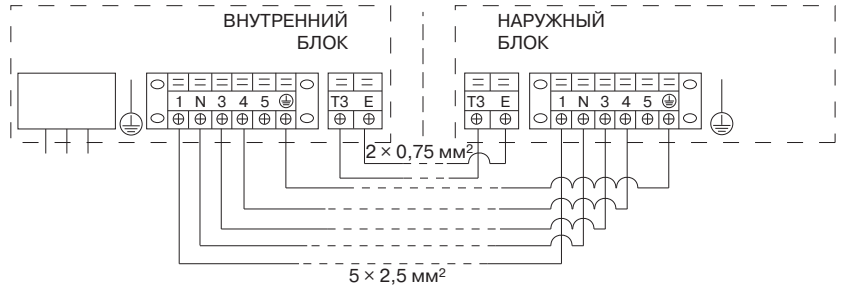 ВНУТРЕННИЙ
БЛОК
НАРУЖНЫЙ
БЛОК
1 N 3 4 5
T3 E
T3 E
1 N 3 4 5
2 × 0,75 мм²
5 × 2,5 мм²